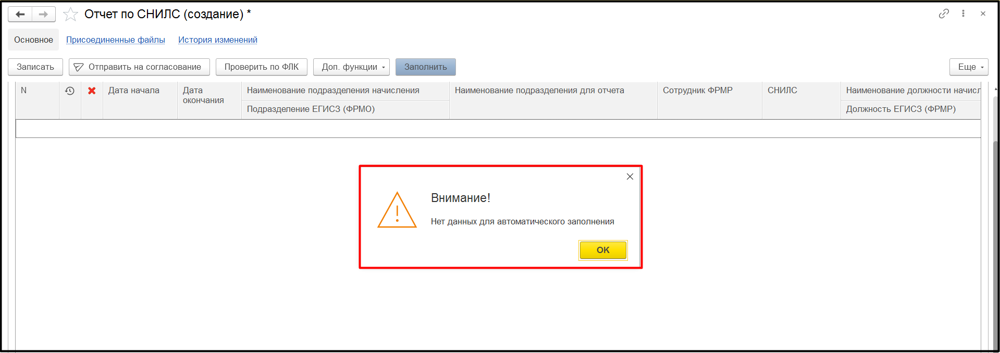 Отчет по СНИЛС (создание) *
Основное Присоединенные файлы История изменений
Записать Отправить на согласование Проверить по ФЛК Доп. функции Заполнить Еще
N Дата начала Дата окончания Наименование подразделения начисления Наименование подразделения для отчета Сотрудник ФРМР СНИЛС Наименование должности начисл
Подразделение ЕГИСЗ (ФРМО) Должность ЕГИСЗ (ФРМР)
Внимание!
Нет данных для автоматического заполнения
OK